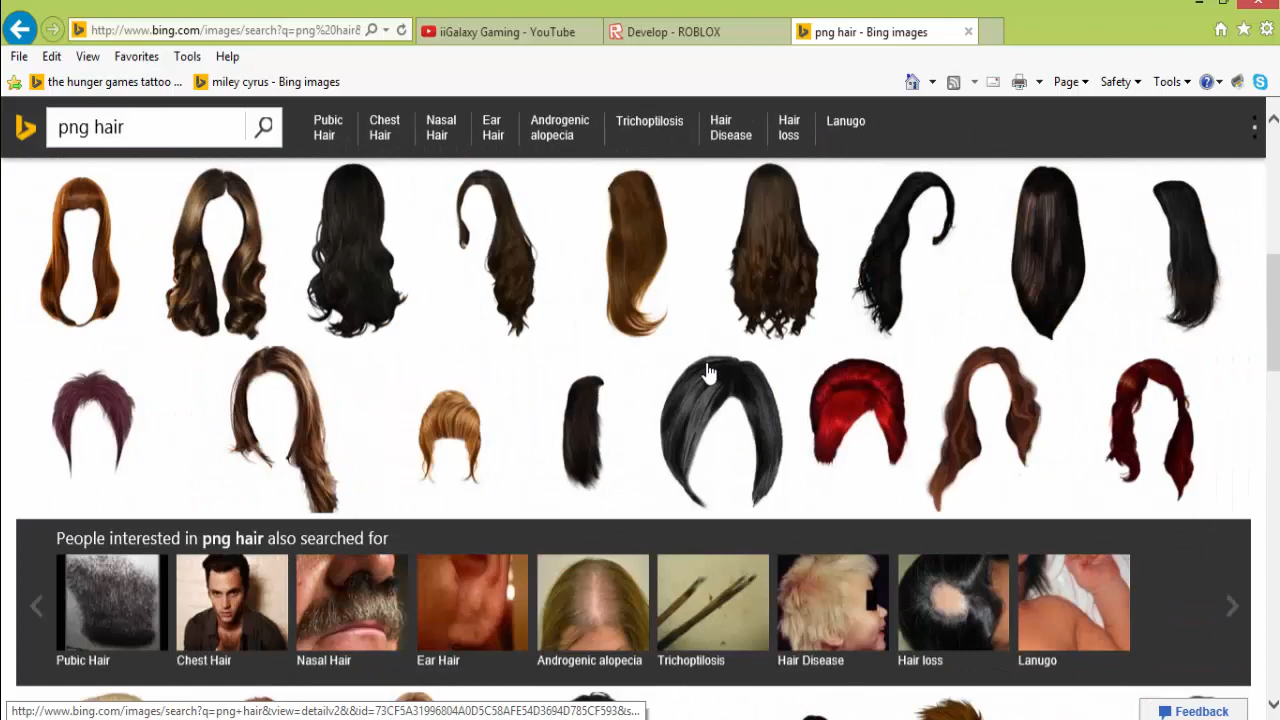 http://www.bing.com/images/search?q=png%20hair&
iiGalaxy Gaming - YouTube
Develop - ROBLOX
png hair - Bing images
File Edit View Favorites Tools Help
the hunger games tattoo ...
miley cyrus - Bing images
Page Safety Tools
png hair
Pubic Hair
Chest Hair
Nasal Hair
Ear Hair
Androgenic alopecia
Trichoptilosis
Hair Disease
Hair loss
Lanugo
People interested in png hair also searched for
Pubic Hair
Chest Hair
Nasal Hair
Ear Hair
Androgenic alopecia
Trichoptilosis
Hair Disease
Hair loss
Lanugo
http://www.bing.com/images/search?q=png+hair&view=detailv2&&id=73CF5A31996804A0D5C58AFE54D3694D785CF593&s...
Feedback